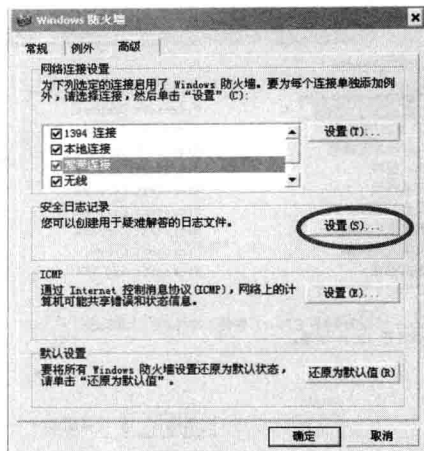 Windows 防火墙
常规 例外 高级
网络连接设置
为下列选定的连接启用了 Windows 防火墙。要为每个连接单独添加例
外，请选择连接，然后单击“设置”(C):
1394 连接
本地连接
宽带连接
无线
设置(T)...
安全日志记录
您可以创建用于疑难解答的日志文件。
设置(S)...
ICMP
通过 Internet 控制消息协议(ICMP)，网络上的计
算机可能共享错误和状态信息。
设置(E)...
默认设置
要将所有 Windows 防火墙设置还原为默认状态，
请单击“还原为默认值”。
还原为默认值(R)
确定 取消